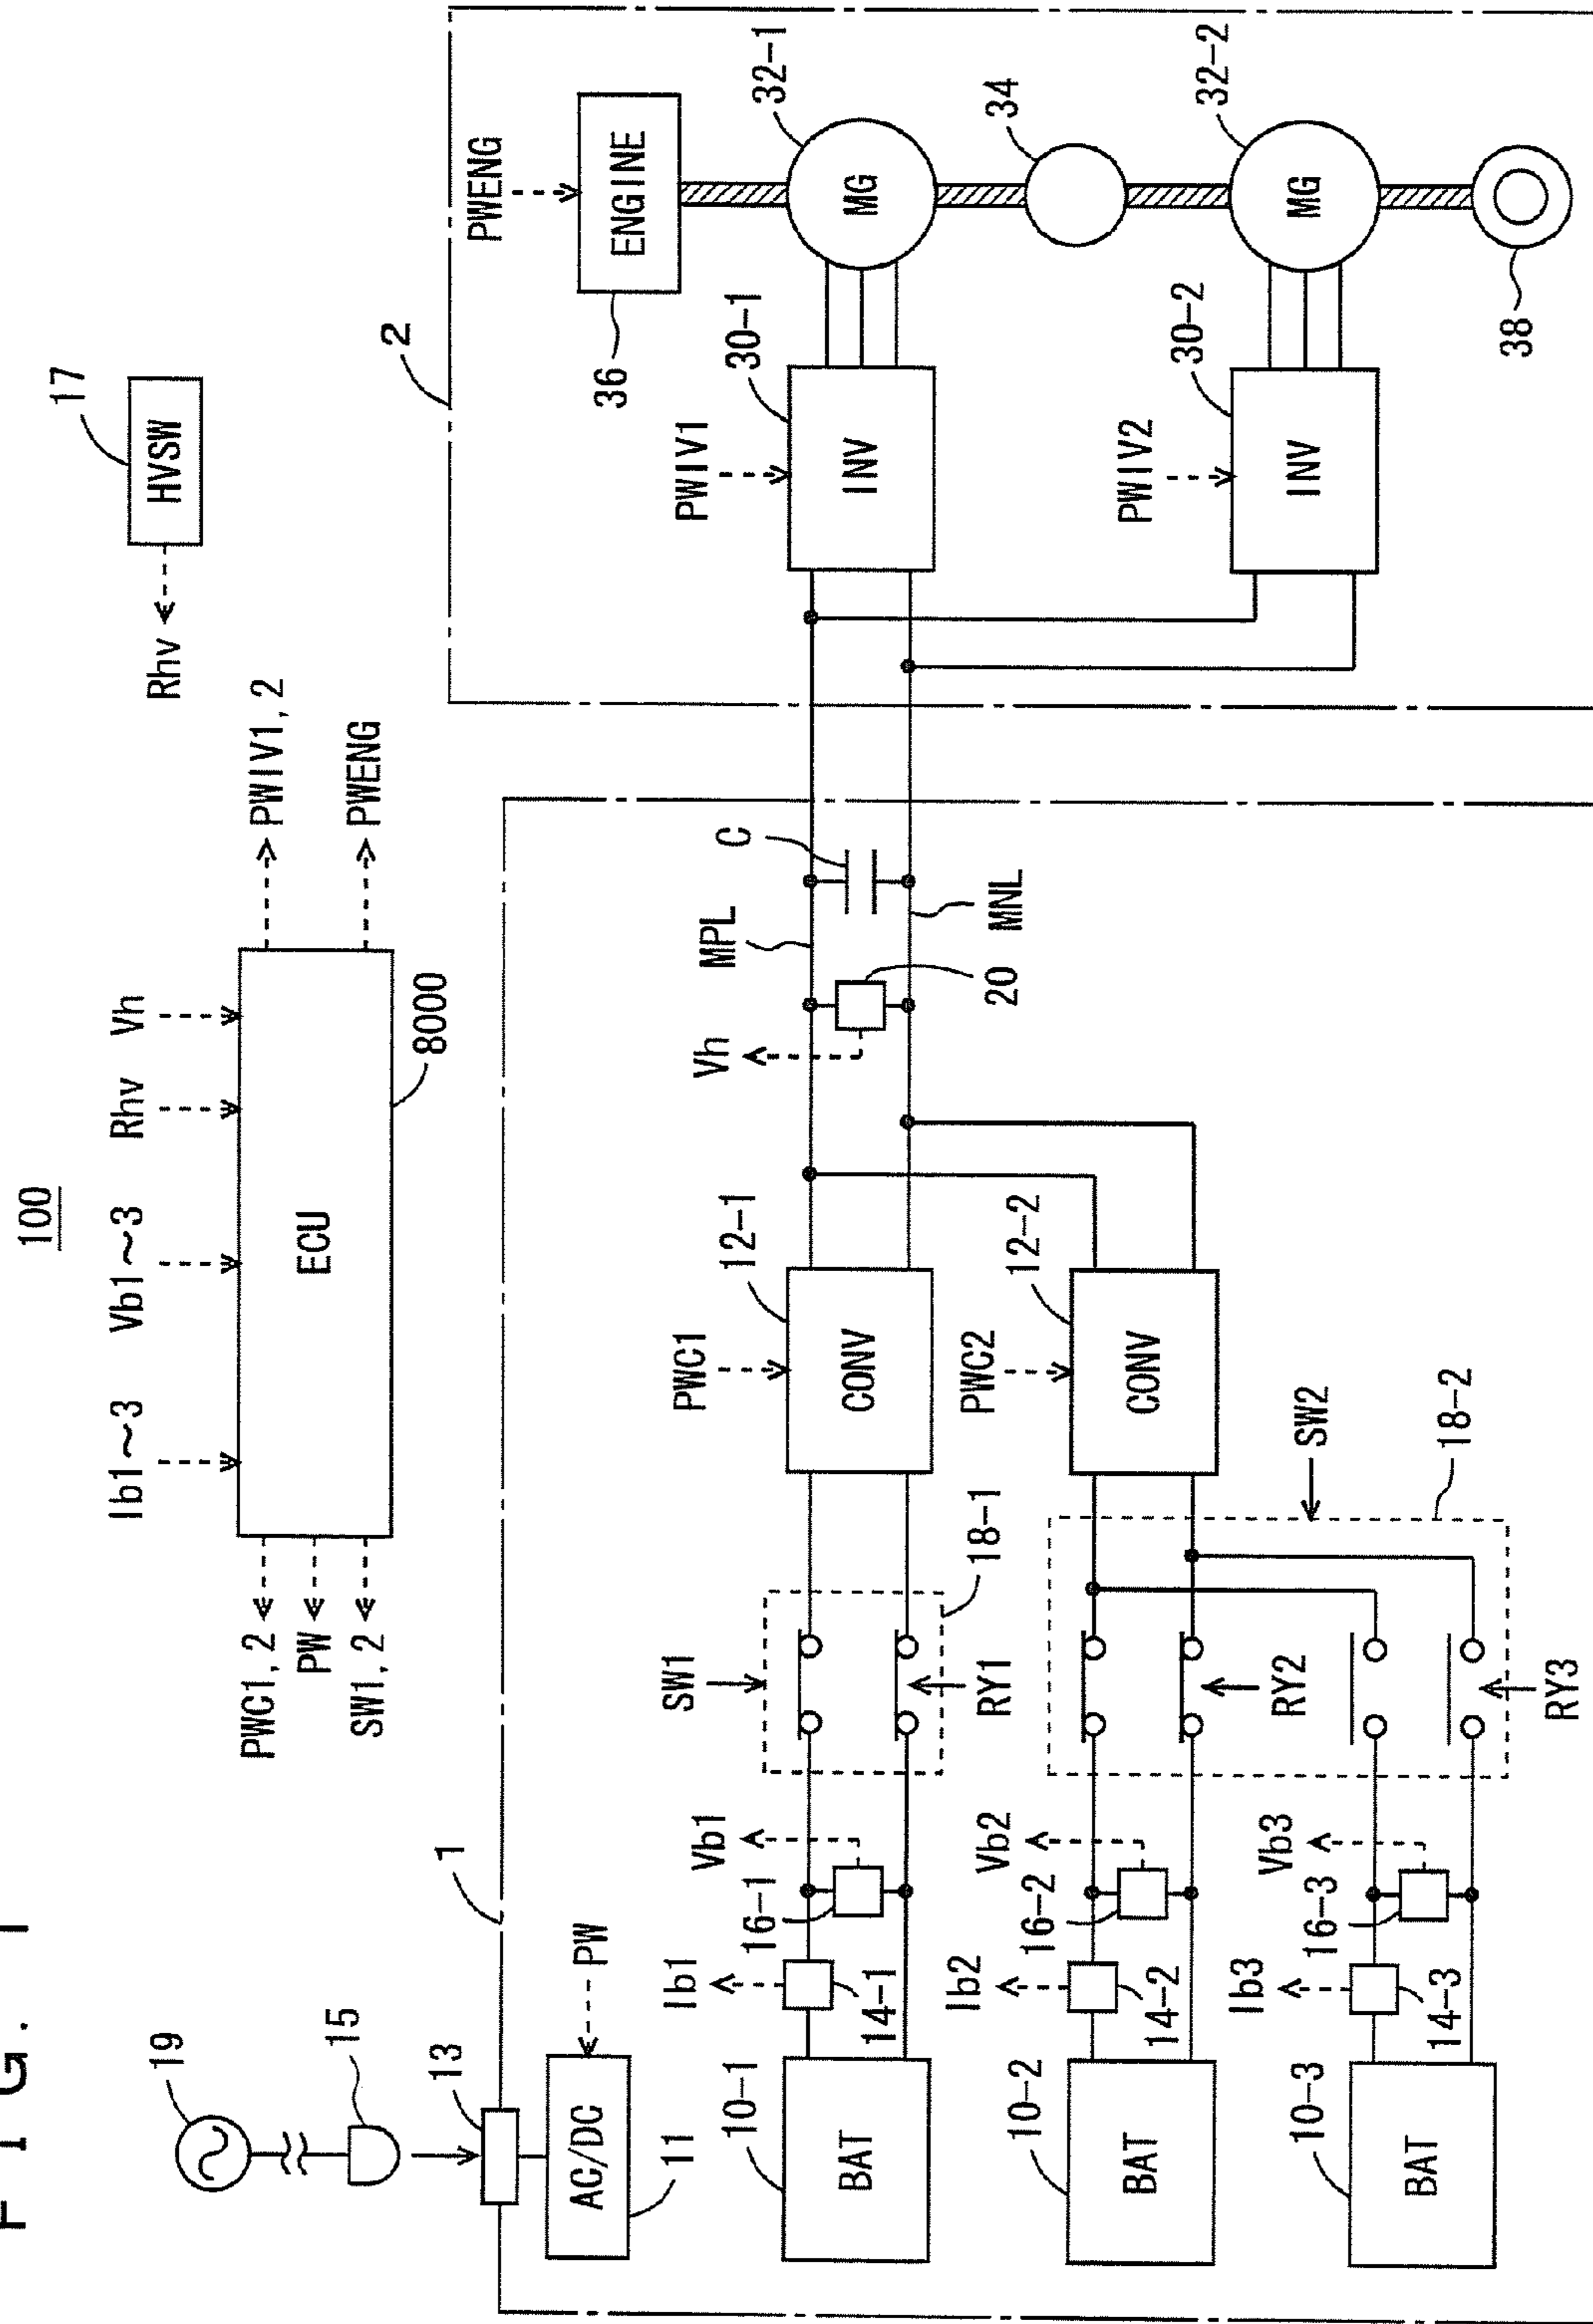 FIG. 1
100
Ib1~3
Vb1~3
Rhv
Vh
PWC1, 2
PW
SW1, 2
ECU
8000
PWIV1, 2
PWENG
Rhv
HVSW
17
19
15
13
AC/DC
11
PW
1
2
BAT
10-1
Ib1
14-1
16-1
Vb1
SW1
RY1
18-1
PWC1
CONV
12-1
Vh
20
MPL
MNL
C
PWIV1
INV
30-1
PWENG
ENGINE
36
MG
32-1
34
BAT
10-2
Ib2
14-2
16-2
Vb2
RY2
PWC2
CONV
12-2
SW2
18-2
PWIV2
INV
30-2
MG
32-2
38
BAT
10-3
Ib3
14-3
16-3
Vb3
RY3